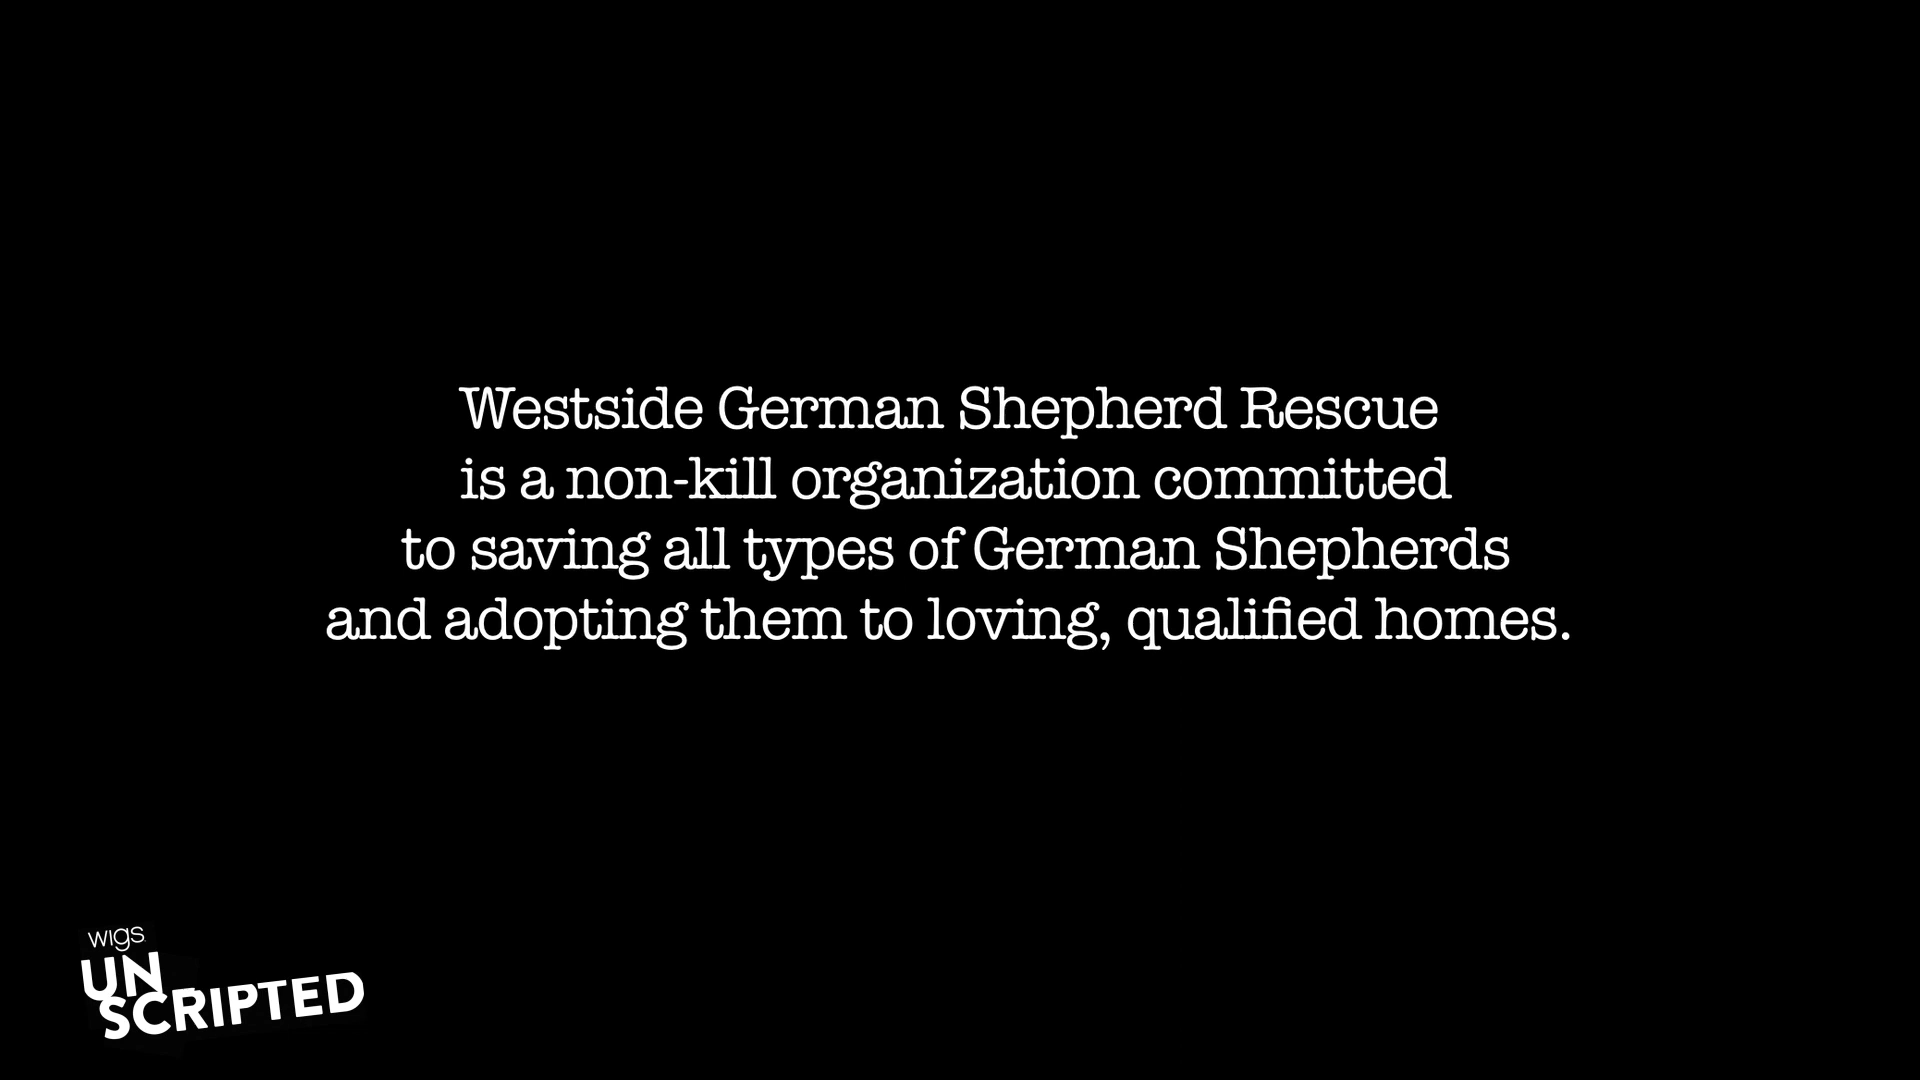 Westside German Shepherd Rescue
is a non-kill organization committed
to saving all types of German Shepherds
and adopting them to loving, qualified homes.
wigs
UN
SCRIPTED